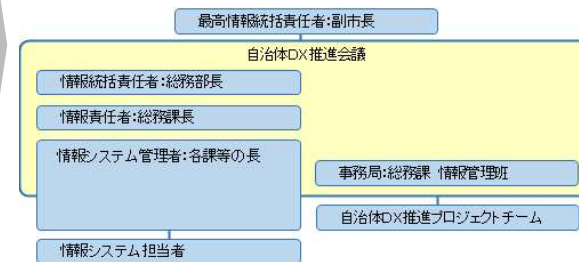 最高情報統括責任者:副市長
自治体DX推進会議
情報統括責任者:総務部長
情報責任者:総務課長
情報システム管理者:各課等の長
事務局:総務課 情報管理班
自治体DX推進プロジェクトチーム
情報システム担当者